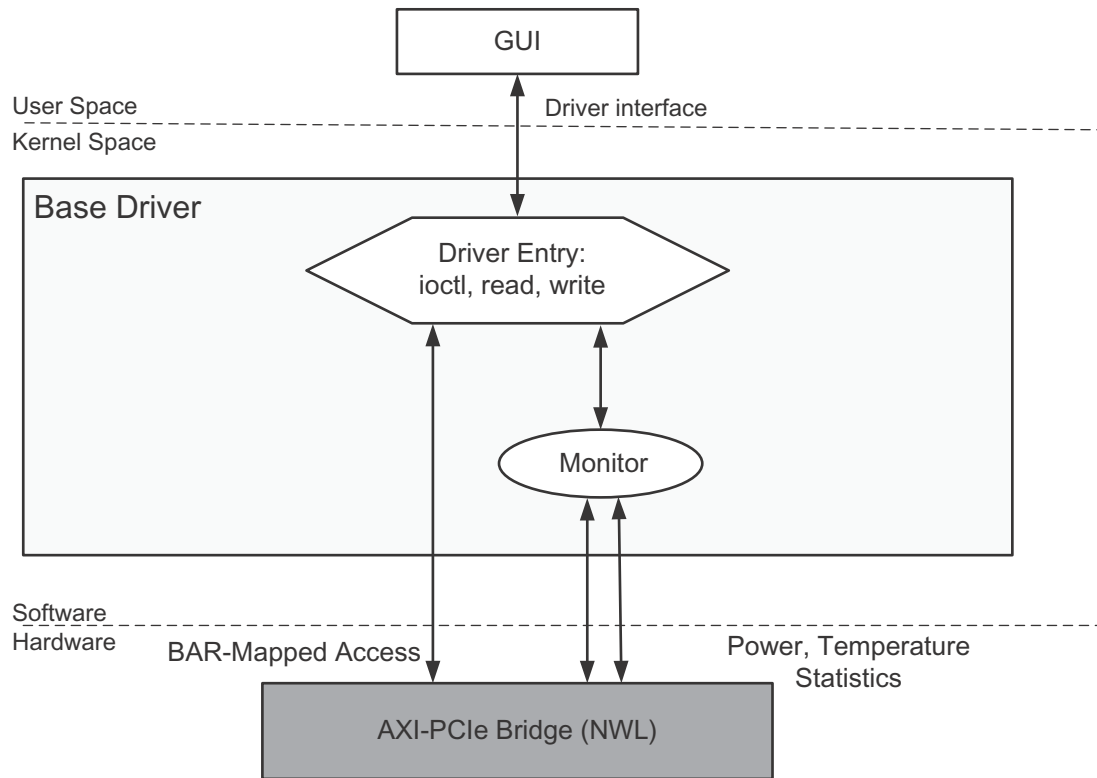 GUI
User Space
Driver interface
Kernel Space
Base Driver
Driver Entry:
ioctl, read, write
Monitor
Software
Hardware
BAR-Mapped Access
Power, Temperature
Statistics
AXI-PCIe Bridge (NWL)